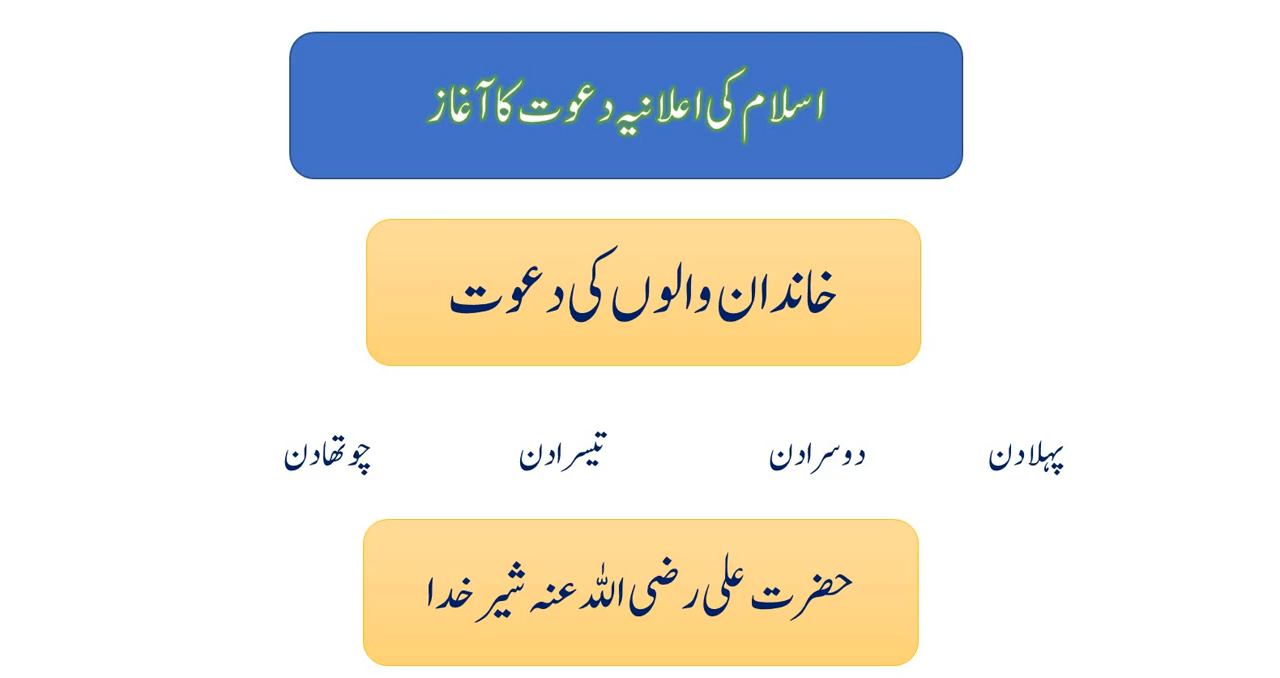 اسلام کی اعلانیہ دعوت کا آغاز
خاندان والوں کی دعوت
پہلا دن دوسرا دن تیسرا دن چوتھا دن
حضرت علی رضی اللہ عنہ شیر خدا